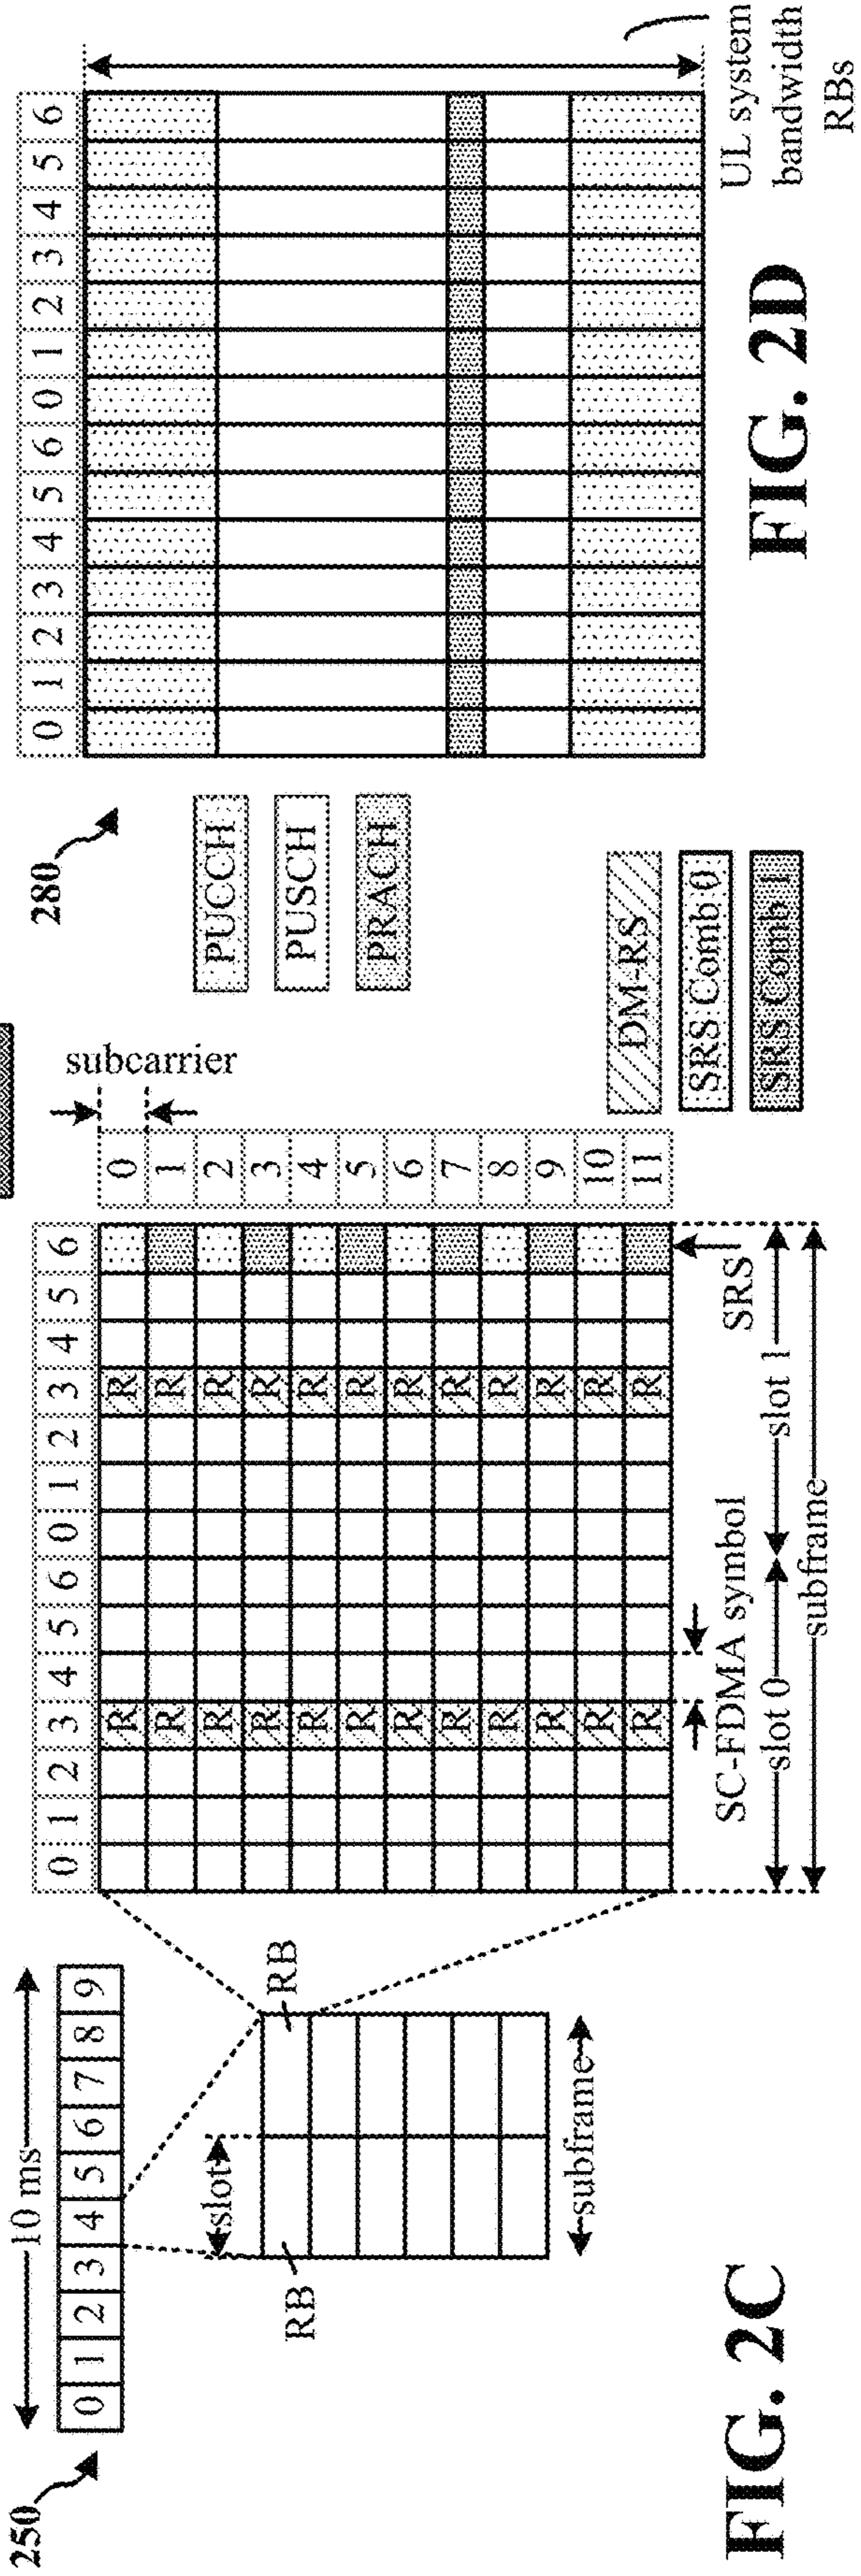 250
10 ms
0 1 2 3 4 5 6 7 8 9
slot
RB
RB
subframe
FIG. 2C
0 1 2 3 4 5 6 0 1 2 3 4 5 6
subcarrier
R R 0
R R 1
R R 2
R R 3
R R 4
R R 5
R R 6
R R 7
R R 8
R R 9
R R 10
R R 11
SC-FDMA symbol
SRS
slot 0
slot 1
subframe
DM-RS
SRS Comb 0
SRS Comb 1
280
PUCCH
PUSCH
PRACH
0 1 2 3 4 5 6 0 1 2 3 4 5 6
UL system
bandwidth
RBs
FIG. 2D